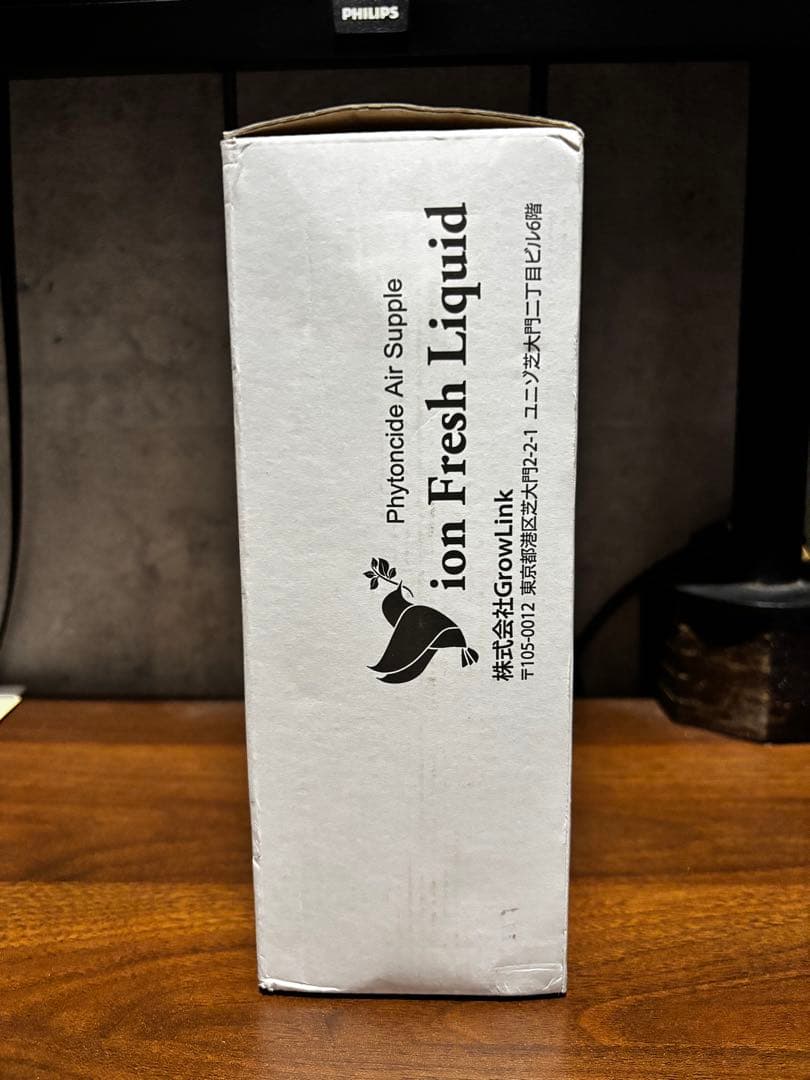 PHILIPS
Phytoncide Air Supple
ion Fresh Liquid
株式会社GrowLink
〒105-0012 東京都港区芝大門2-2-1 ユニゾ芝大門二丁目ビル6階